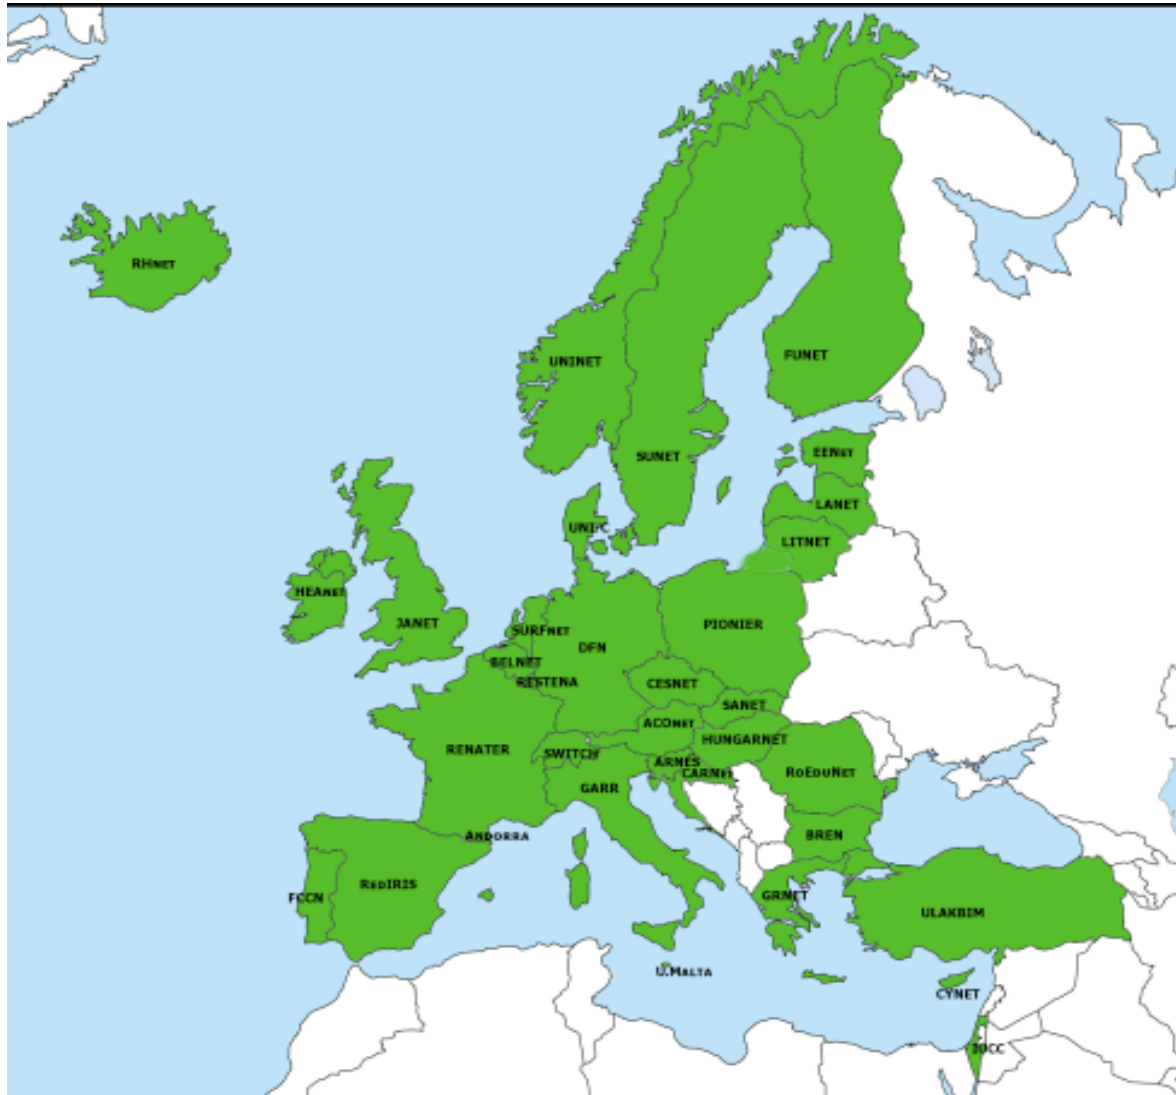 RHNET
UNINET
FUNET
SUNET
EENET
LANET
UNI·C
LITNET
HEANET
JANET
SURFNET
PIONIER
DFN
BELNET
RESTENA
CESNET
SANET
ACONET
HUNGARNET
RENATER
SWITCH
ARNES
CARNET
ROEDUNET
GARR
ANDORRA
BREN
REDIRIS
FCCN
GRNET
ULAKBIM
U.MALTA
CYNET
IUCC